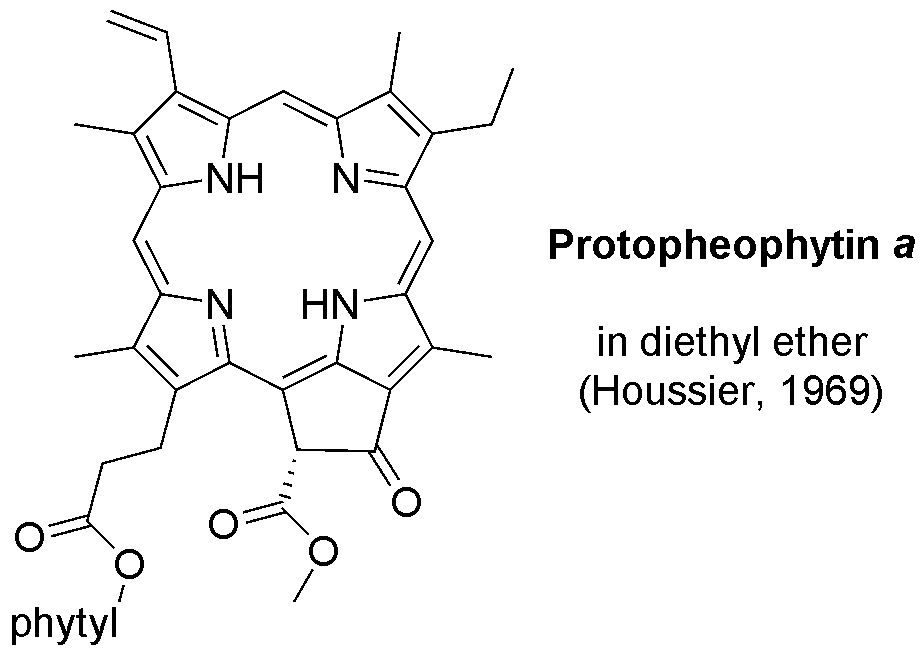 NH
N
N
HN
O
O
O
O
O
phytyl
Protopheophytin a
in diethyl ether
(Houssier, 1969)